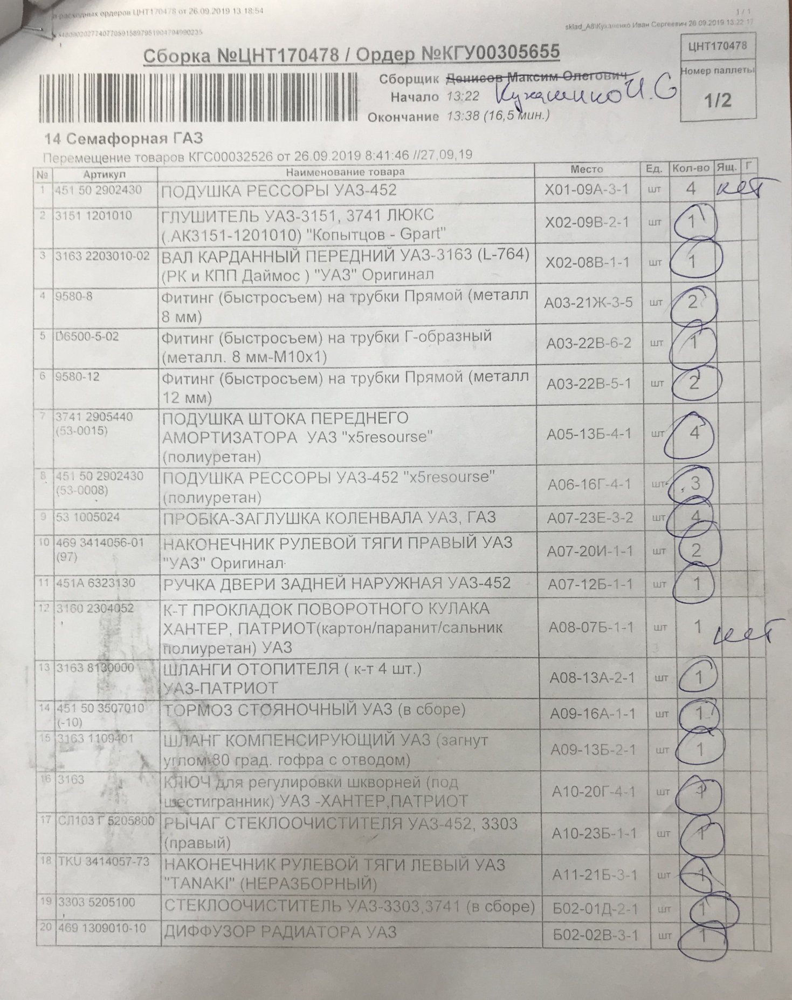 расходных ордеров ЦНТ170478 от 26.09.2019 13:18:54
1 / 1
sklad_A8\Куханенко Иван Сергеевич 26.09.2019 13:22:17
Сборка №ЦНТ170478 / Ордер №КГУ00305655
ЦНТ170478
Номер паллеты
1/2
Сборщик Денисов Максим Олегович
Начало 13:22
Окончание 13:38 (16,5 мин.)
14 Семафорная ГАЗ
Перемещение товаров КГС00032526 от 26.09.2019 8:41:46 //27,09,19
№ Артикул Наименование товара Место Ед. Кол-во Ящ. Г
1 451 50 2902430 ПОДУШКА РЕССОРЫ УАЗ-452 Х01-09А-3-1 шт 4 нет
2 3151 1201010 ГЛУШИТЕЛЬ УАЗ-3151, 3741 ЛЮКС Х02-09В-2-1 шт 1
(.АК3151-1201010) "Копытцов - Gpart"
3 3163 2203010-02 ВАЛ КАРДАННЫЙ ПЕРЕДНИЙ УАЗ-3163 (L-764) Х02-08В-1-1 шт 1
(РК и КПП Даймос ) "УАЗ" Оригинал
4 9580-8 Фитинг (быстросъем) на трубки Прямой (металл А03-21Ж-3-5 шт 2
8 мм)
5 D6500-5-02 Фитинг (быстросъем) на трубки Г-образный А03-22В-6-2 шт 1
(металл. 8 мм-М10х1)
6 9580-12 Фитинг (быстросъем) на трубки Прямой (металл А03-22В-5-1 шт 2
12 мм)
7 3741 2905440 ПОДУШКА ШТОКА ПЕРЕДНЕГО
(53-0015) АМОРТИЗАТОРА УАЗ "x5resourse" А05-13Б-4-1 шт 4
(полиуретан)
8 451 50 2902430 ПОДУШКА РЕССОРЫ УАЗ-452 "x5resourse" А06-16Г-4-1 шт 3
(53-0008) (полиуретан)
9 53 1005024 ПРОБКА-ЗАГЛУШКА КОЛЕНВАЛА УАЗ, ГАЗ А07-23Е-3-2 шт 4
10 469 3414056-01 НАКОНЕЧНИК РУЛЕВОЙ ТЯГИ ПРАВЫЙ УАЗ А07-20И-1-1 шт 2
(97) "УАЗ" Оригинал
11 451А 6323130 РУЧКА ДВЕРИ ЗАДНЕЙ НАРУЖНАЯ УАЗ-452 А07-12Б-1-1 шт 1
12 3160 2304052 К-Т ПРОКЛАДОК ПОВОРОТНОГО КУЛАКА
ХАНТЕР, ПАТРИОТ(картон/паранит/сальник А08-07Б-1-1 шт 1 нет
полиуретан) УАЗ
13 3163 8130000 ШЛАНГИ ОТОПИТЕЛЯ ( к-т 4 шт.) А08-13А-2-1 шт 1
УАЗ-ПАТРИОТ
14 451 50 3507010 ТОРМОЗ СТОЯНОЧНЫЙ УАЗ (в сборе) А09-16А-1-1 шт 1
(-10)
15 3163 1109401 ШЛАНГ КОМПЕНСИРУЮЩИЙ УАЗ (загнут А09-13Б-2-1 шт 1
углом 80 град. гофра с отводом)
16 3163 КЛЮЧ для регулировки шкворней (под А10-20Г-4-1 шт
шестигранник) УАЗ -ХАНТЕР,ПАТРИОТ
17 СЛ103 Г 5205800 РЫЧАГ СТЕКЛООЧИСТИТЕЛЯ УАЗ-452, 3303 А10-23Б-1-1 шт 1
(правый)
18 TKU 3414057-73 НАКОНЕЧНИК РУЛЕВОЙ ТЯГИ ЛЕВЫЙ УАЗ А11-21Б-3-1 шт 1
"TANAKI" (НЕРАЗБОРНЫЙ)
19 3303 5205100 СТЕКЛООЧИСТИТЕЛЬ УАЗ-3303,3741 (в сборе) Б02-01Д-2-1 шт 1
20 469 1309010-10 ДИФФУЗОР РАДИАТОРА УАЗ Б02-02В-3-1 шт 1